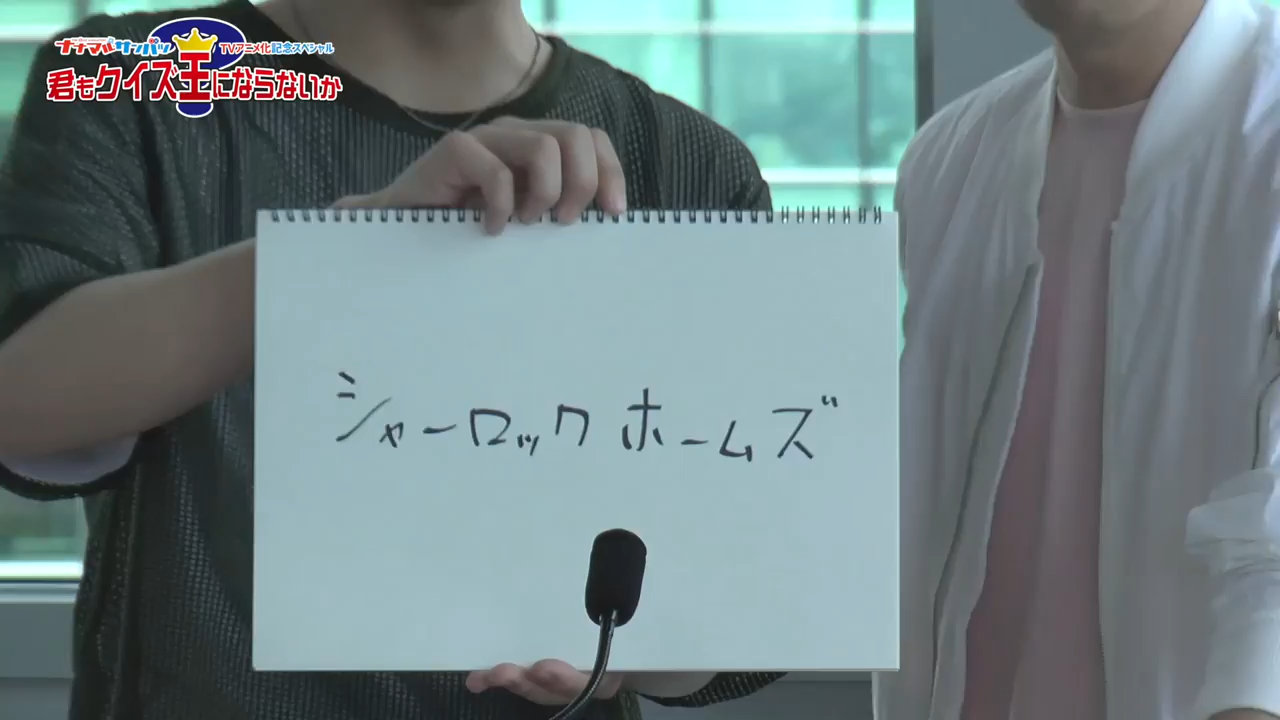 ナナマルサンバツ
TVアニメ化記念スペシャル
君もクイズ王にならないか
シャーロックホームズ